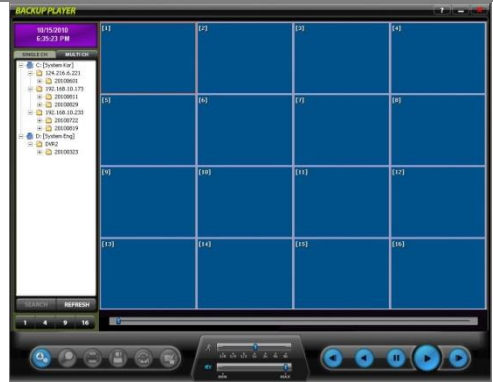 BACKUP PLAYER
10/15/2010
6:35:23 PM
SINGLE CH MULTI CH
C: [System Kor]
124.216.6.221
20100601
192.168.10.173
20100811
20100829
192.168.10.233
20100722
20100819
D: [System Eng]
DVR2
20100323
SEARCH REFRESH
1 4 9 16
[1] [2] [3] [4]
[5] [6] [7] [8]
[9] [10] [11] [12]
[13] [14] [15] [16]
MIN MAX